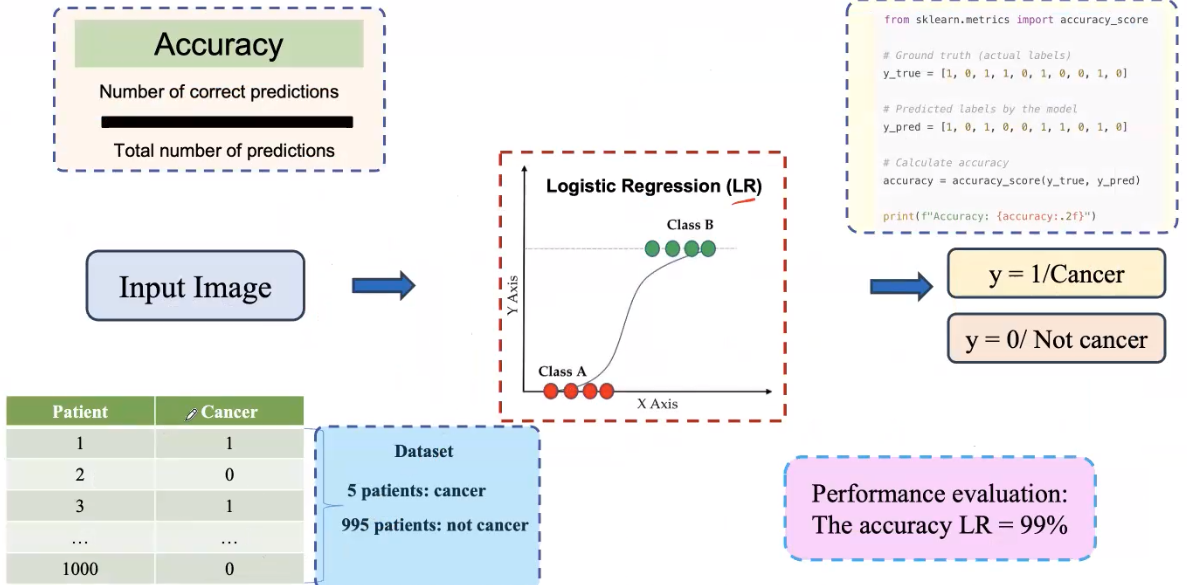 Accuracy
Number of correct predictions
Total number of predictions
from sklearn.metrics import accuracy_score
# Ground truth (actual labels)
y_true = [1, 0, 1, 1, 0, 1, 0, 0, 1, 0]
# Predicted labels by the model
y_pred = [1, 0, 1, 0, 0, 1, 1, 0, 1, 0]
# Calculate accuracy
accuracy = accuracy_score(y_true, y_pred)
print(f"Accuracy: {accuracy:.2f}")
Input Image
Logistic Regression (LR)
Class B
Y Axis
Class A
X Axis
y = 1/Cancer
y = 0/ Not cancer
Patient Cancer
1 1
2 0
3 1
... ...
1000 0
Dataset
5 patients: cancer
995 patients: not cancer
Performance evaluation:
The accuracy LR = 99%